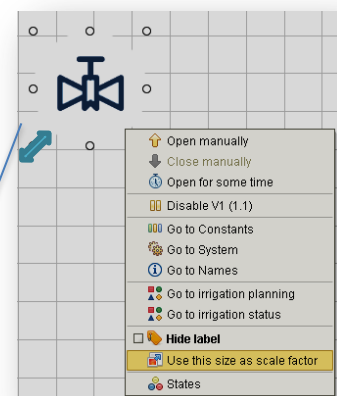 Open manually
Close manually
Open for some time
Disable V1 (1.1)
Go to Constants
Go to System
Go to Names
Go to irrigation planning
Go to irrigation status
Hide label
Use this size as scale factor
States